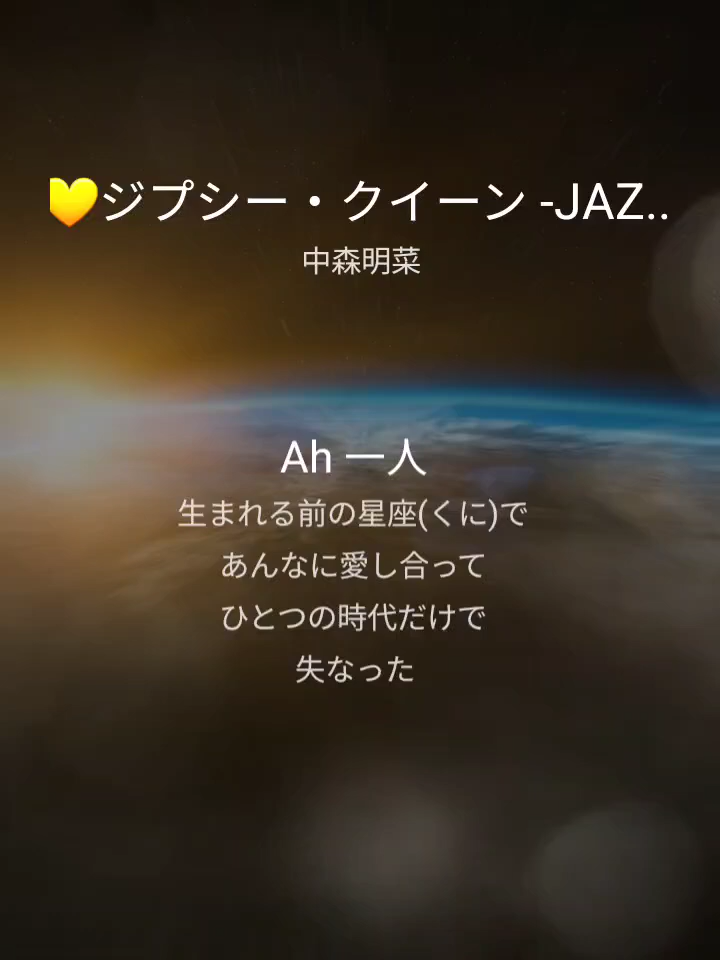 💛ジプシー・クイーン -JAZ..
中森明菜
Ah 一人
生まれる前の星座(くに)で
あんなに愛し合って
ひとつの時代だけで
失なった